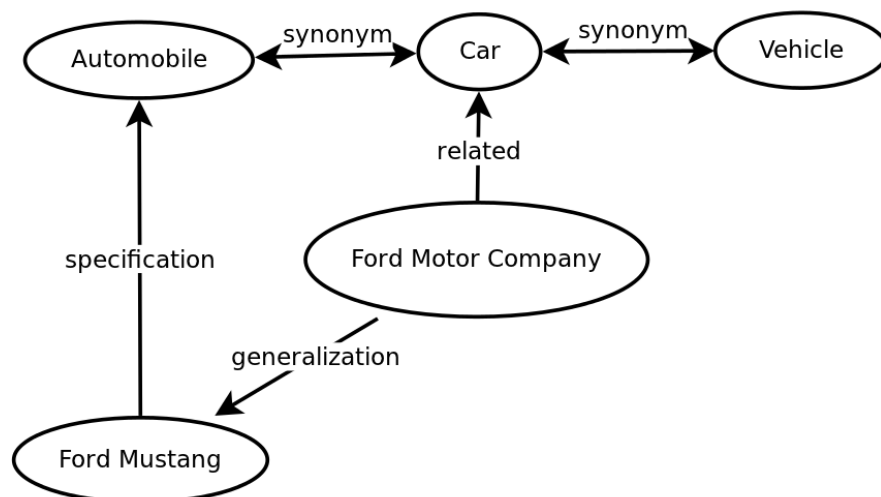 synonym
synonym
Automobile
Car
Vehicle
related
specification
Ford Motor Company
generalization
Ford Mustang